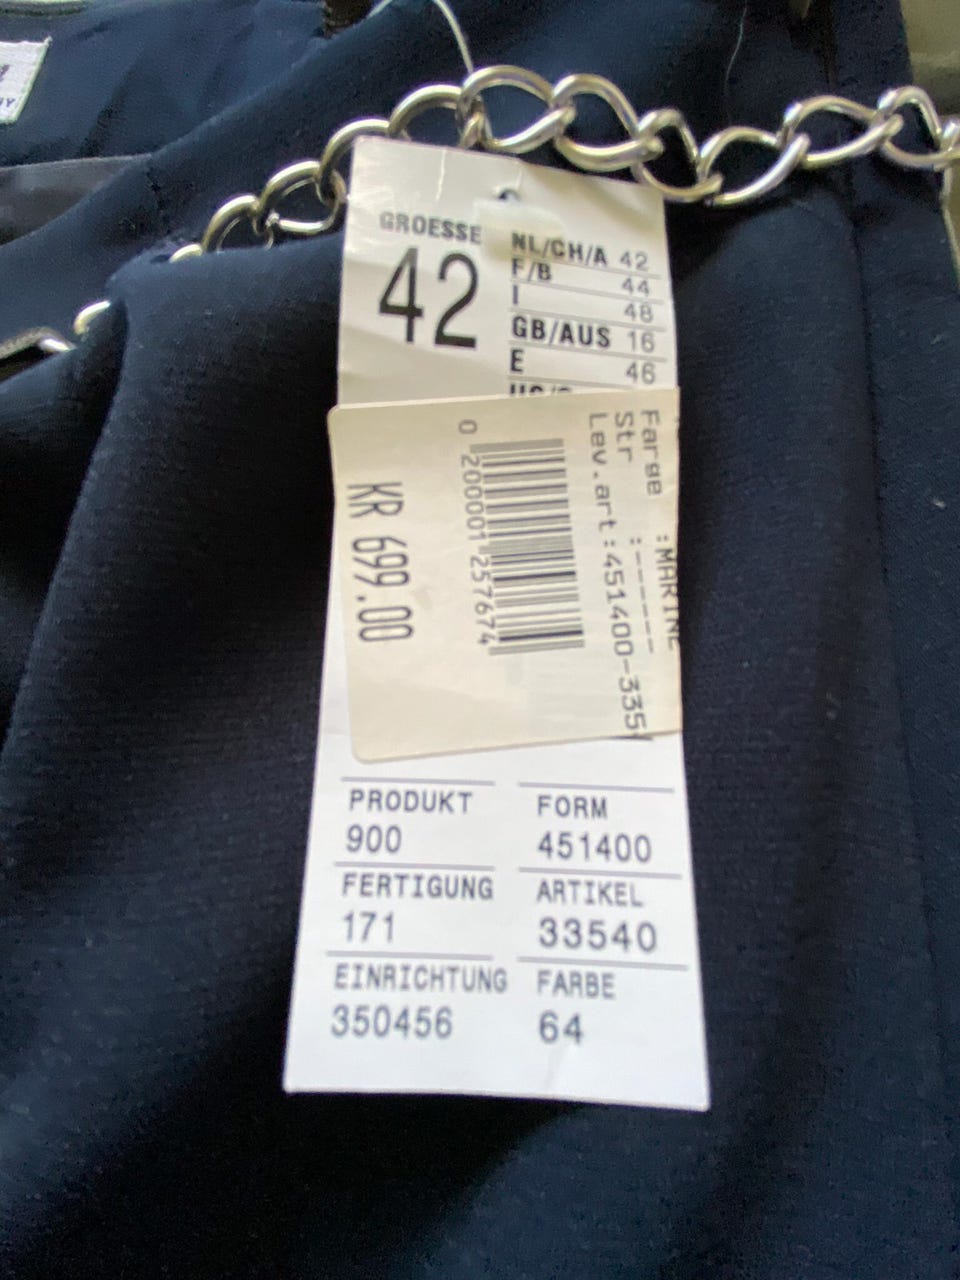 GROESSE
42
NL/CH/A 42
F/B 44
I 48
GB/AUS 16
E 46
Farge :MARINE
Str :------
Lev.art:451400-335
0 200001 257674
KR 699.00
PRODUKT
900
FORM
451400
FERTIGUNG
171
ARTIKEL
33540
EINRICHTUNG
350456
FARBE
64